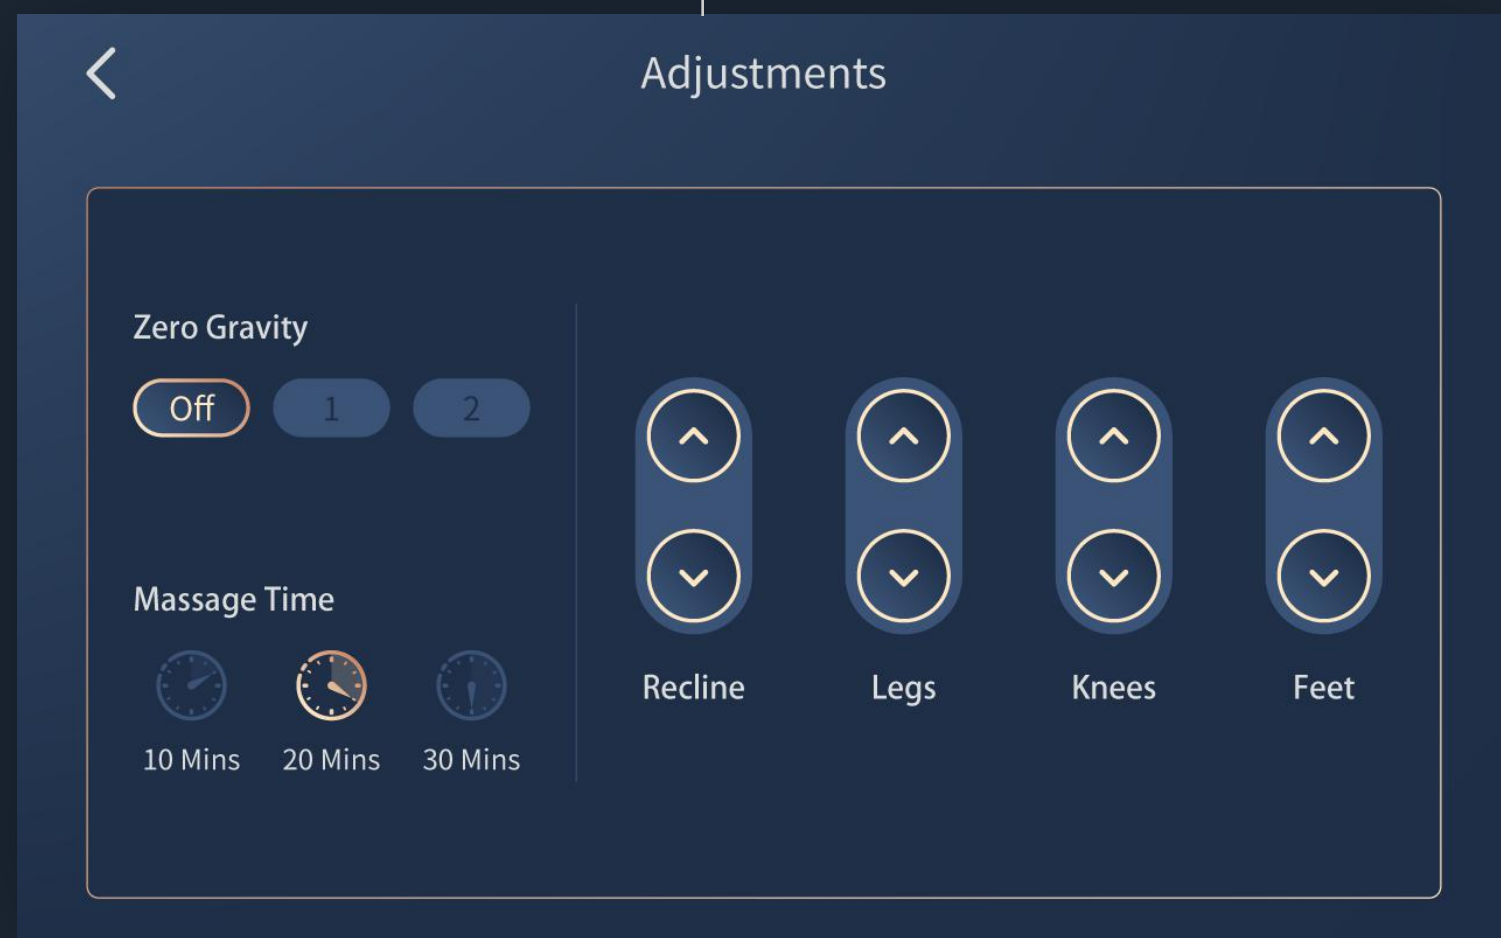 Adjustments
Zero Gravity
Off 1 2
Massage Time
10 Mins 20 Mins 30 Mins
Recline Legs Knees Feet